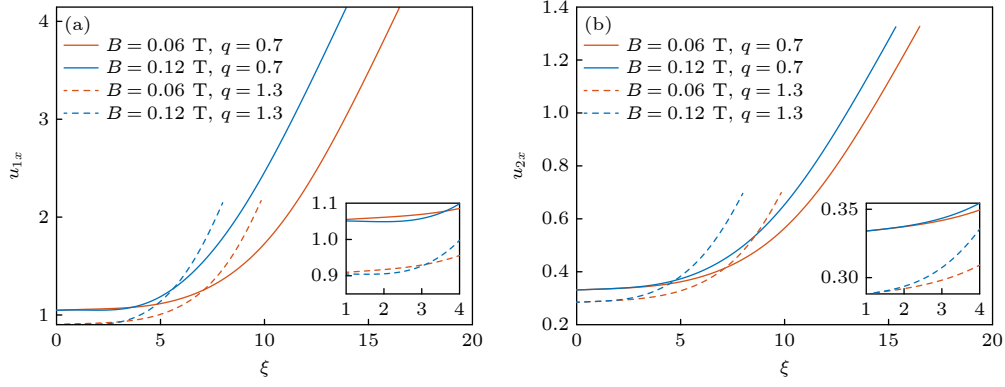 (a)
B = 0.06 T, q = 0.7
B = 0.12 T, q = 0.7
B = 0.06 T, q = 1.3
B = 0.12 T, q = 1.3
4
3
2
1
u1x
0 5 10 15 20
ξ
1.1
1.0
0.9
1 2 3 4
(b)
B = 0.06 T, q = 0.7
B = 0.12 T, q = 0.7
B = 0.06 T, q = 1.3
B = 0.12 T, q = 1.3
1.4
1.2
1.0
0.8
0.6
0.4
0.2
u2x
0 5 10 15 20
ξ
0.35
0.30
1 2 3 4